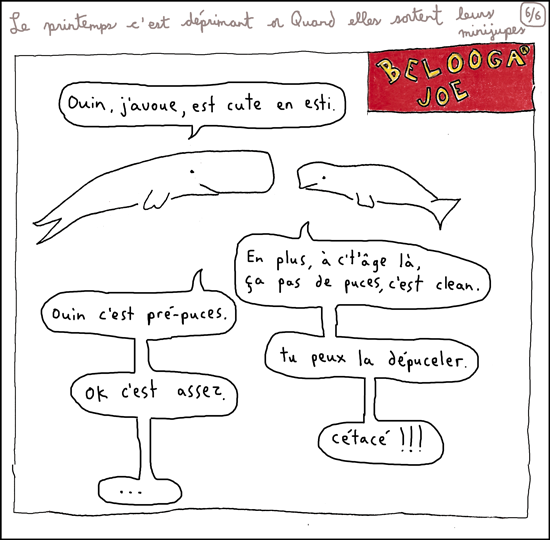 Le printemps c'est déprimant or Quand elles sortent leurs
minijupes
6/6
BELOOGA
JOE
Ouin, j'avoue, est cute en esti.
En plus, à c't'âge là,
ça pas de puces, c'est clean.
Ouin c'est pré-puces.
tu peux la dépuceler.
OK c'est assez.
cétacé !!!
...